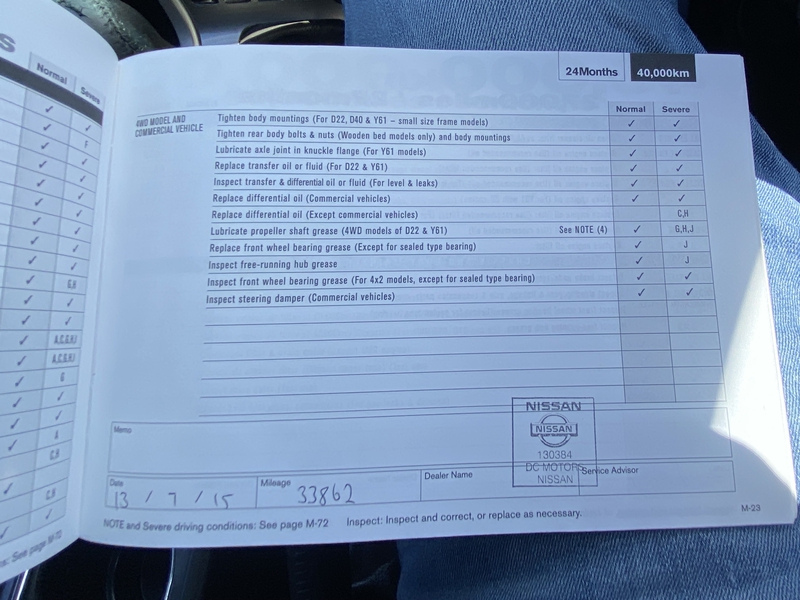 Normal
Severe
✓
✓ ✓
✓ F
✓ ✓
✓ ✓
✓ ✓
✓ ✓
✓ ✓
✓ ✓
✓ G,H
✓ ✓
✓ ✓
✓ A,C,G,H,I
✓ A,C,G,H,I
✓ G
✓ ✓
✓ ✓
See page M-72
24Months 40,000km
Normal Severe
4WD MODEL AND COMMERCIAL VEHICLE
Tighten body mountings (For D22, D40 & Y61 – small size frame models) ✓ ✓
Tighten rear body bolts & nuts (Wooden bed models only) and body mountings ✓ ✓
Lubricate axle joint in knuckle flange (For Y61 models) ✓ ✓
Replace transfer oil or fluid (For D22 & Y61) ✓ ✓
Inspect transfer & differential oil or fluid (For level & leaks) ✓ ✓
Replace differential oil (Commercial vehicles) ✓ ✓
Replace differential oil (Except commercial vehicles) C,H
Lubricate propeller shaft grease (4WD models of D22 & Y61) See NOTE (4) ✓ G,H,J
Replace front wheel bearing grease (Except for sealed type bearing) ✓ J
Inspect free-running hub grease ✓ J
Inspect front wheel bearing grease (For 4x2 models, except for sealed type bearing) ✓ ✓
Inspect steering damper (Commercial vehicles) ✓ ✓
Memo
NISSAN
NISSAN
130384
DC MOTORS
NISSAN
Date
13 / 7 / 15
Mileage
33862
Dealer Name
Service Advisor
NOTE and Severe driving conditions: See page M-72 Inspect: Inspect and correct, or replace as necessary.
M-23